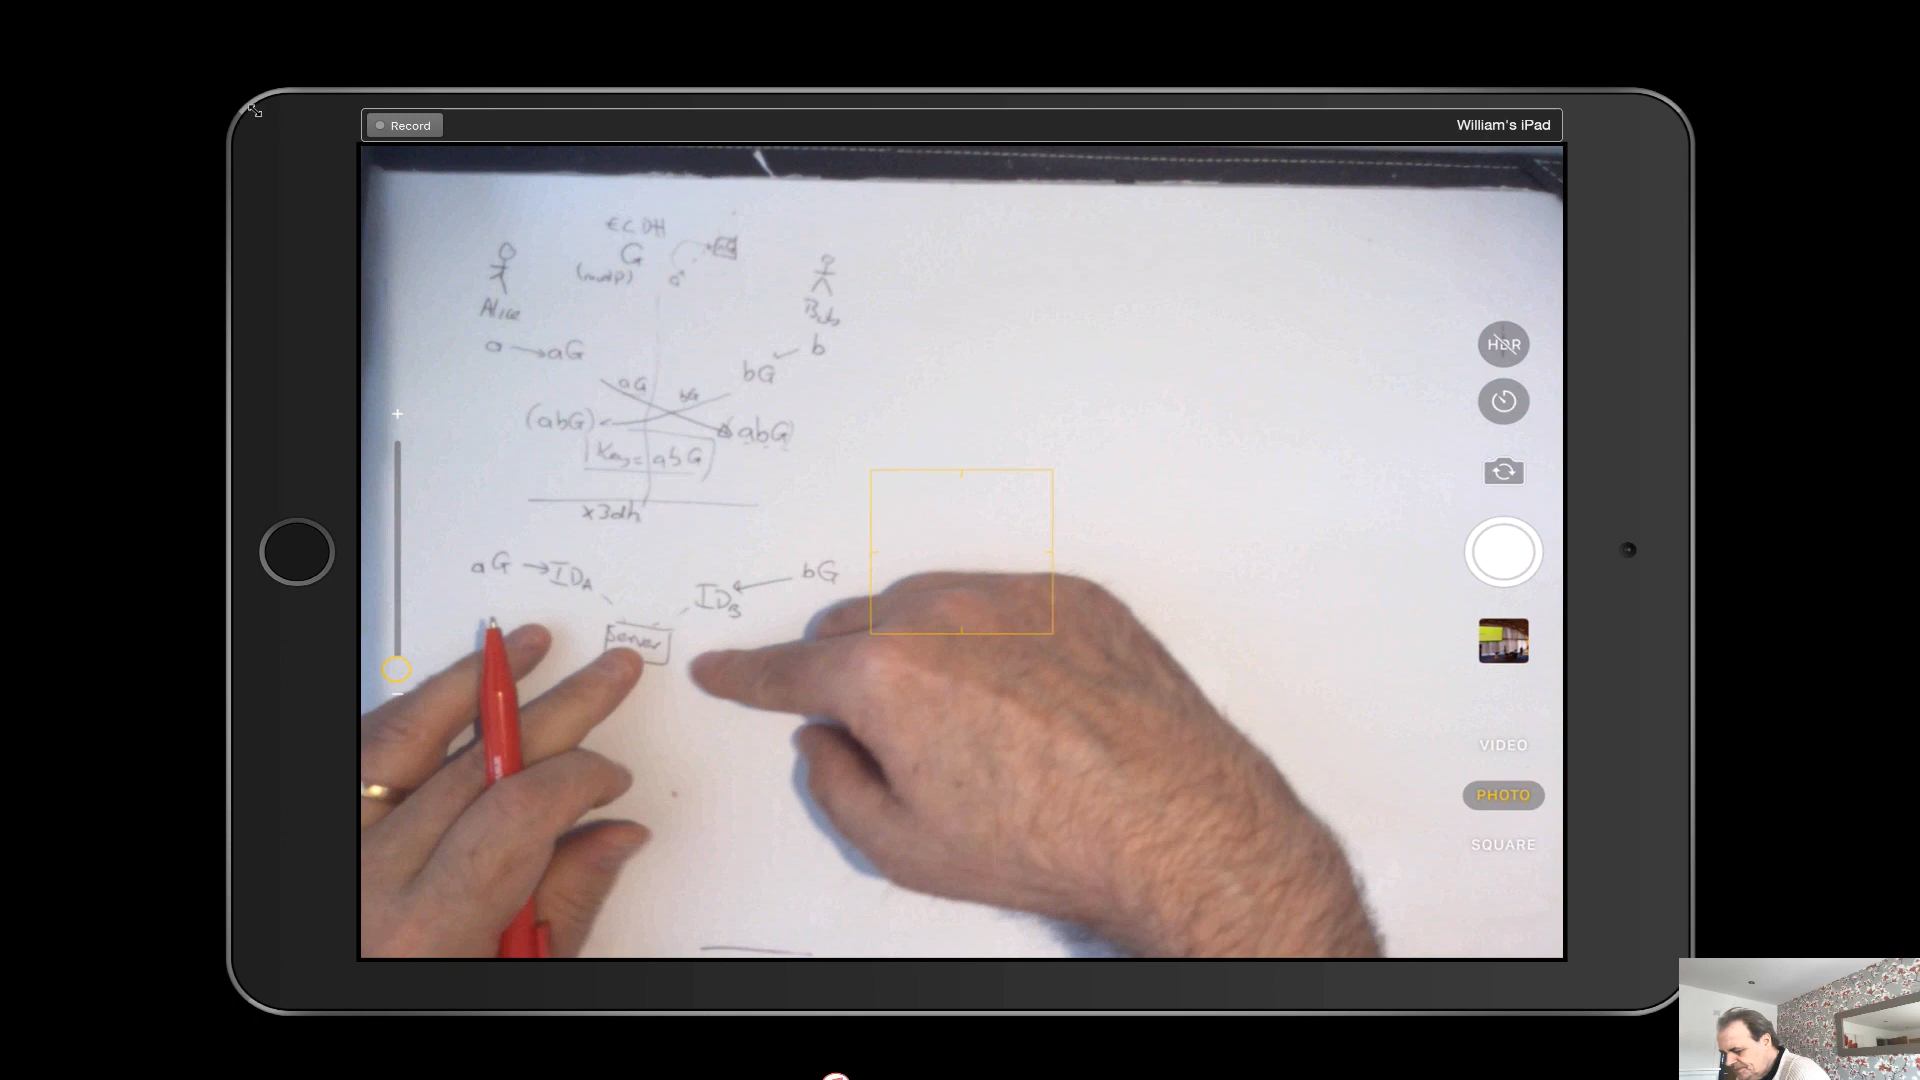 Record
William's iPad
ECDH
G
(mod p)
Alice
Bob
a → aG
b
bG
aG
bG
(abG)
(abG)
Key = abG
x3dh
aG → IDA
IDB ← bG
Server
HDR
VIDEO
PHOTO
SQUARE